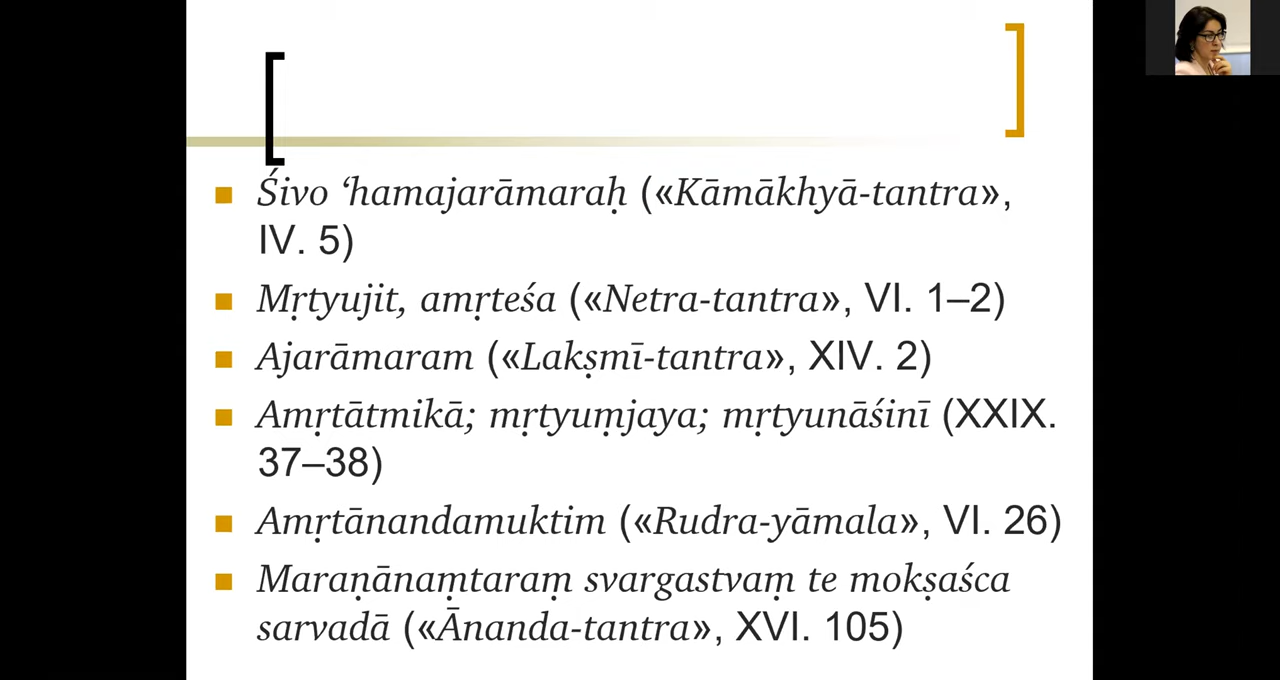 Śivo ‘hamajarāmaraḥ («Kāmākhyā-tantra»,
IV. 5)
Mṛtyujit, amṛteśa («Netra-tantra», VI. 1–2)
Ajarāmaram («Lakṣmī-tantra», XIV. 2)
Amṛtātmikā; mṛtyuṃjaya; mṛtyunāśinī (XXIX.
37–38)
Amṛtānandamuktim («Rudra-yāmala», VI. 26)
Maraṇānaṃtaraṃ svargastvaṃ te mokṣaśca
sarvadā («Ānanda-tantra», XVI. 105)